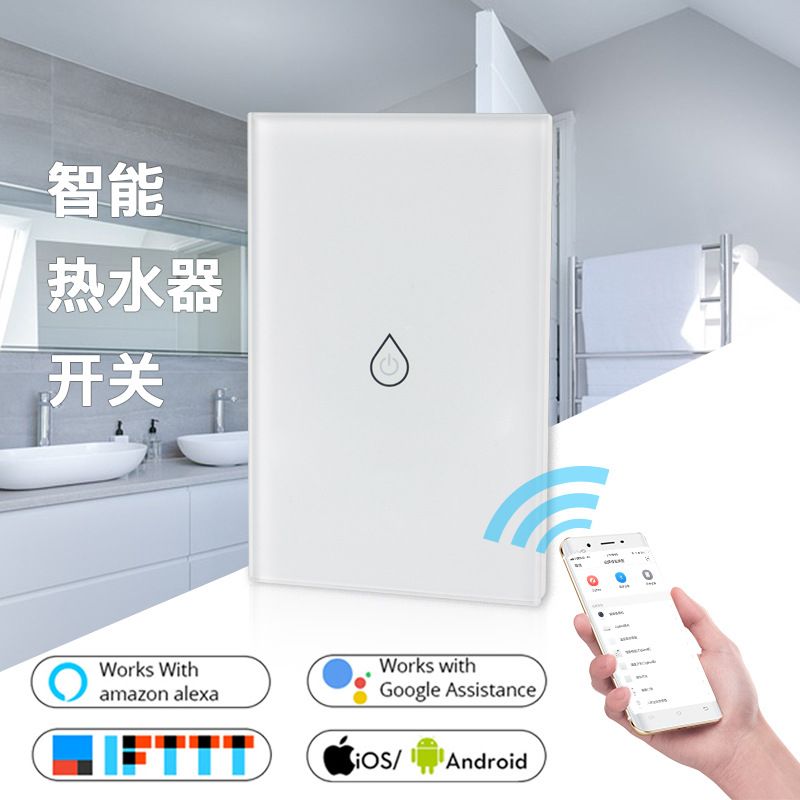 智能
热水器
开关
Works With
amazon alexa
Works with
Google Assistance
IFTTT
iOS/ Android